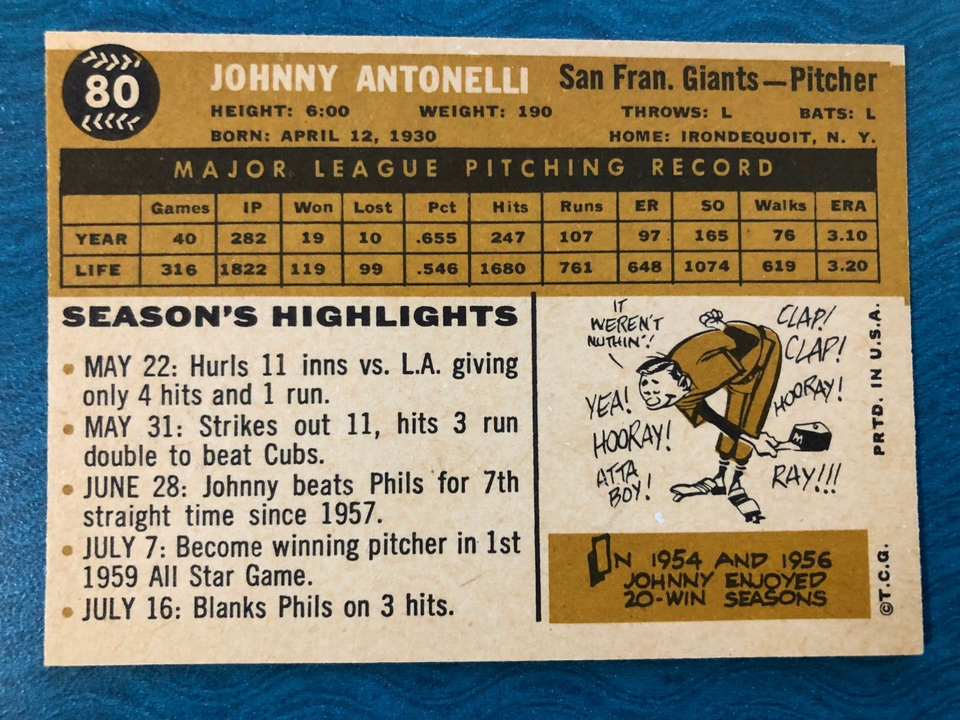 80
JOHNNY ANTONELLI San Fran. Giants—Pitcher
HEIGHT: 6:00 WEIGHT: 190 THROWS: L BATS: L
BORN: APRIL 12, 1930 HOME: IRONDEQUOIT, N. Y.
MAJOR LEAGUE PITCHING RECORD
Games IP Won Lost Pct Hits Runs ER SO Walks ERA
YEAR 40 282 19 10 .655 247 107 97 165 76 3.10
LIFE 316 1822 119 99 .546 1680 761 648 1074 619 3.20
SEASON'S HIGHLIGHTS
• MAY 22: Hurls 11 inns vs. L.A. giving
only 4 hits and 1 run.
• MAY 31: Strikes out 11, hits 3 run
double to beat Cubs.
• JUNE 28: Johnny beats Phils for 7th
straight time since 1957.
• JULY 7: Become winning pitcher in 1st
1959 All Star Game.
• JULY 16: Blanks Phils on 3 hits.
IT
WEREN'T
NUTHIN'!
CLAP!
CLAP!
YEA!
HOORAY!
HOORAY!
ATTA
BOY!
M
RAY!!!
IN 1954 AND 1956
JOHNNY ENJOYED
20-WIN SEASONS
PRTD. IN U.S.A.
©T.C.G.